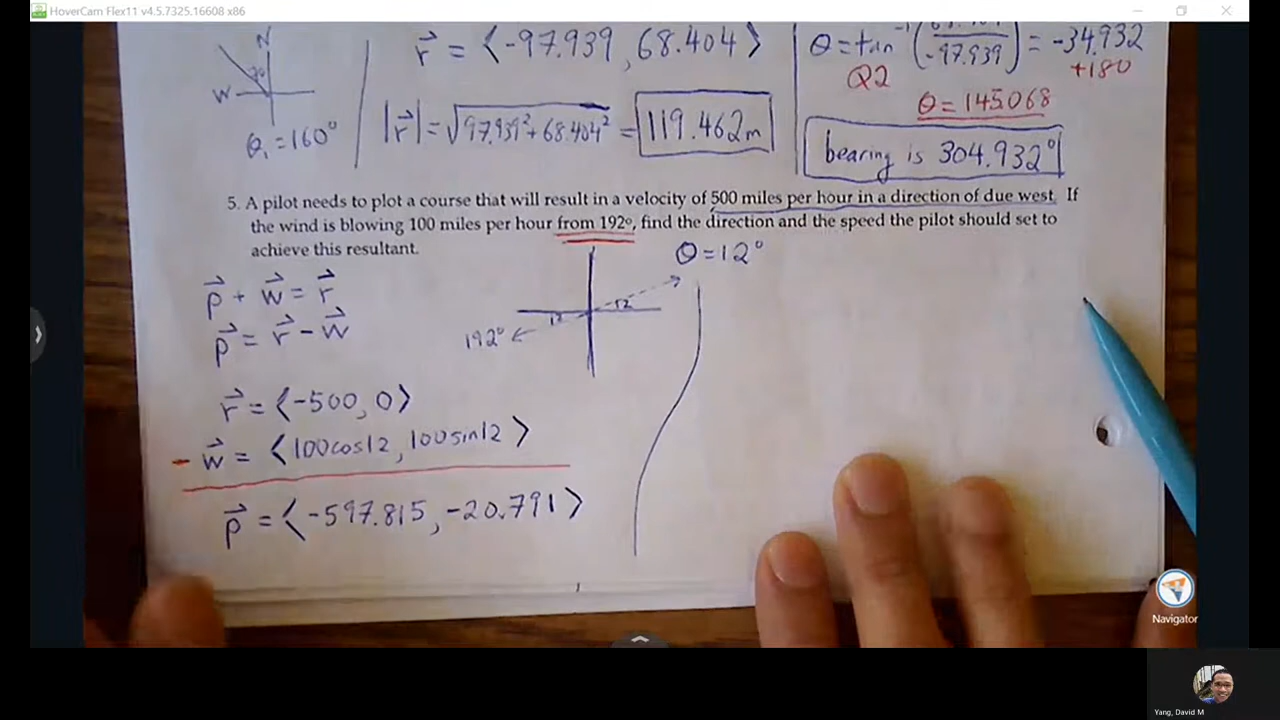 HoverCam Flex11 v4.5.7325.16608 x86
N
W
θ₁ = 160°
r⃗ = ⟨-97.939, 68.404⟩
|r⃗| = √97.939² + 68.404² = 119.462m
θ = tan⁻¹( /-97.939) = -34.932
Q2 +180
θ = 145.068
bearing is 304.932°
5. A pilot needs to plot a course that will result in a velocity of 500 miles per hour in a direction of due west. If
the wind is blowing 100 miles per hour from 192º, find the direction and the speed the pilot should set to
achieve this resultant.
θ = 12°
p⃗ + w⃗ = r⃗
12
12
p⃗ = r⃗ - w⃗
192°
r⃗ = ⟨-500, 0⟩
- w⃗ = ⟨100cos12, 100sin12⟩
p⃗ = ⟨-597.815, -20.791⟩
Navigator
Yang, David M